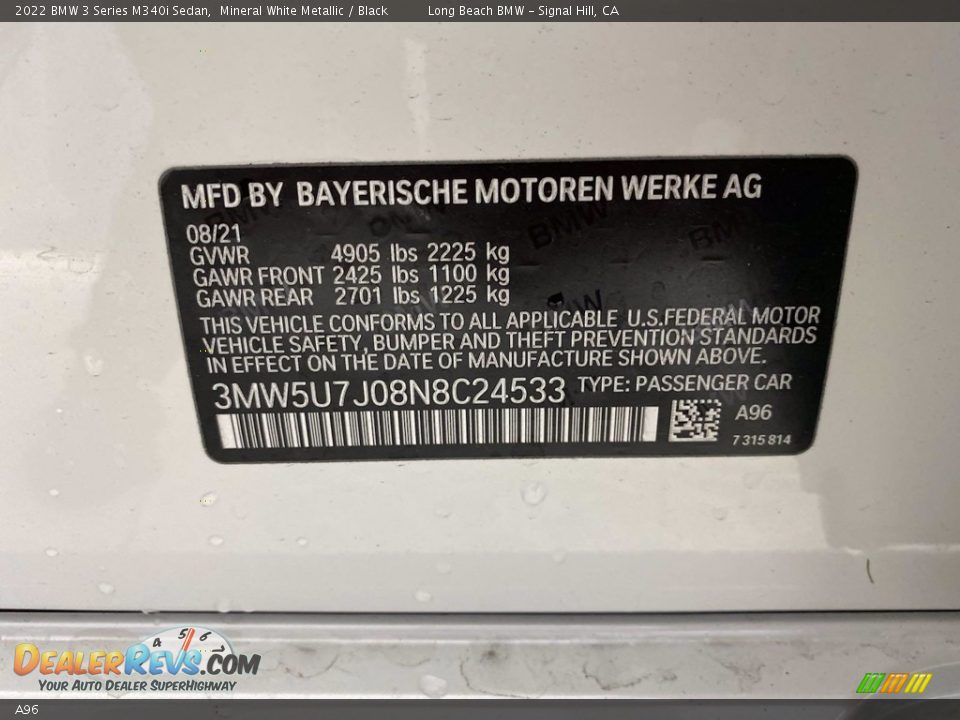 2022 BMW 3 Series M340i Sedan, Mineral White Metallic / Black Long Beach BMW - Signal Hill, CA
MFD BY BAYERISCHE MOTOREN WERKE AG
08/21
GVWR 4905 lbs 2225 kg
GAWR FRONT 2425 lbs 1100 kg
GAWR REAR 2701 lbs 1225 kg
THIS VEHICLE CONFORMS TO ALL APPLICABLE U.S.FEDERAL MOTOR
VEHICLE SAFETY, BUMPER AND THEFT PREVENTION STANDARDS
IN EFFECT ON THE DATE OF MANUFACTURE SHOWN ABOVE.
3MW5U7J08N8C24533 TYPE: PASSENGER CAR
A96
7 315 814
4 5 6
DEALERREVS.COM
YOUR AUTO DEALER SUPERHIGHWAY
A96